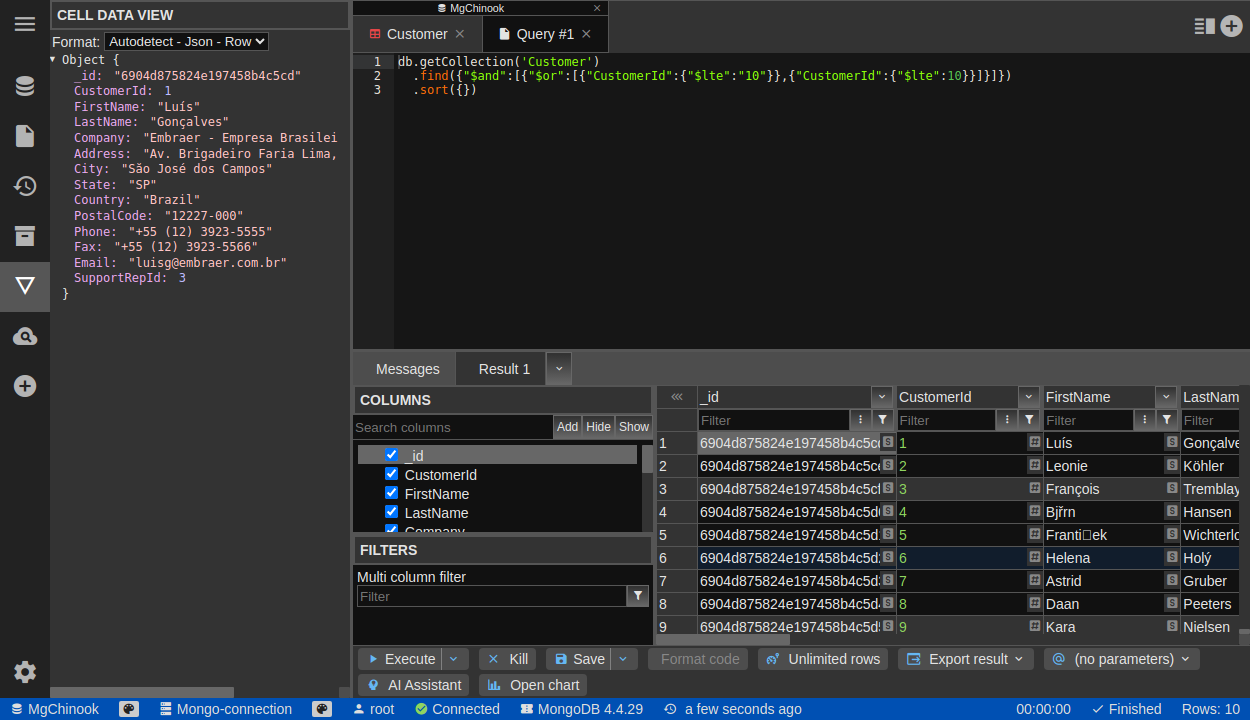 CELL DATA VIEW
Format: Autodetect - Json - Row
Object {
_id: "6904d875824e197458b4c5cd"
CustomerId: 1
FirstName: "Luís"
LastName: "Gonçalves"
Company: "Embraer - Empresa Brasilei
Address: "Av. Brigadeiro Faria Lima,
City: "São José dos Campos"
State: "SP"
Country: "Brazil"
PostalCode: "12227-000"
Phone: "+55 (12) 3923-5555"
Fax: "+55 (12) 3923-5566"
Email: "luisg@embraer.com.br"
SupportRepId: 3
}
MgChinook
Customer
Query #1
1 db.getCollection('Customer')
2 .find({"$and":[{"$or":[{"CustomerId":{"$lte":"10"}},{"CustomerId":{"$lte":10}}]}]})
3 .sort({})
Messages Result 1
COLUMNS
Search columns Add Hide Show
_id
CustomerId
FirstName
LastName
Company
FILTERS
Multi column filter
Filter
_id CustomerId FirstName LastNam
Filter Filter Filter Filter
1 6904d875824e197458b4c5cd 1 Luís Gonçalve
2 6904d875824e197458b4c5ce 2 Leonie Köhler
3 6904d875824e197458b4c5cf 3 François Tremblay
4 6904d875824e197458b4c5d0 4 Bjřrn Hansen
5 6904d875824e197458b4c5d1 5 Franti▯ek Wichterlo
6 6904d875824e197458b4c5d2 6 Helena Holý
7 6904d875824e197458b4c5d3 7 Astrid Gruber
8 6904d875824e197458b4c5d4 8 Daan Peeters
9 6904d875824e197458b4c5d5 9 Kara Nielsen
Execute Kill Save Format code Unlimited rows Export result (no parameters)
AI Assistant Open chart
MgChinook Mongo-connection root Connected MongoDB 4.4.29 a few seconds ago 00:00:00 Finished Rows: 10